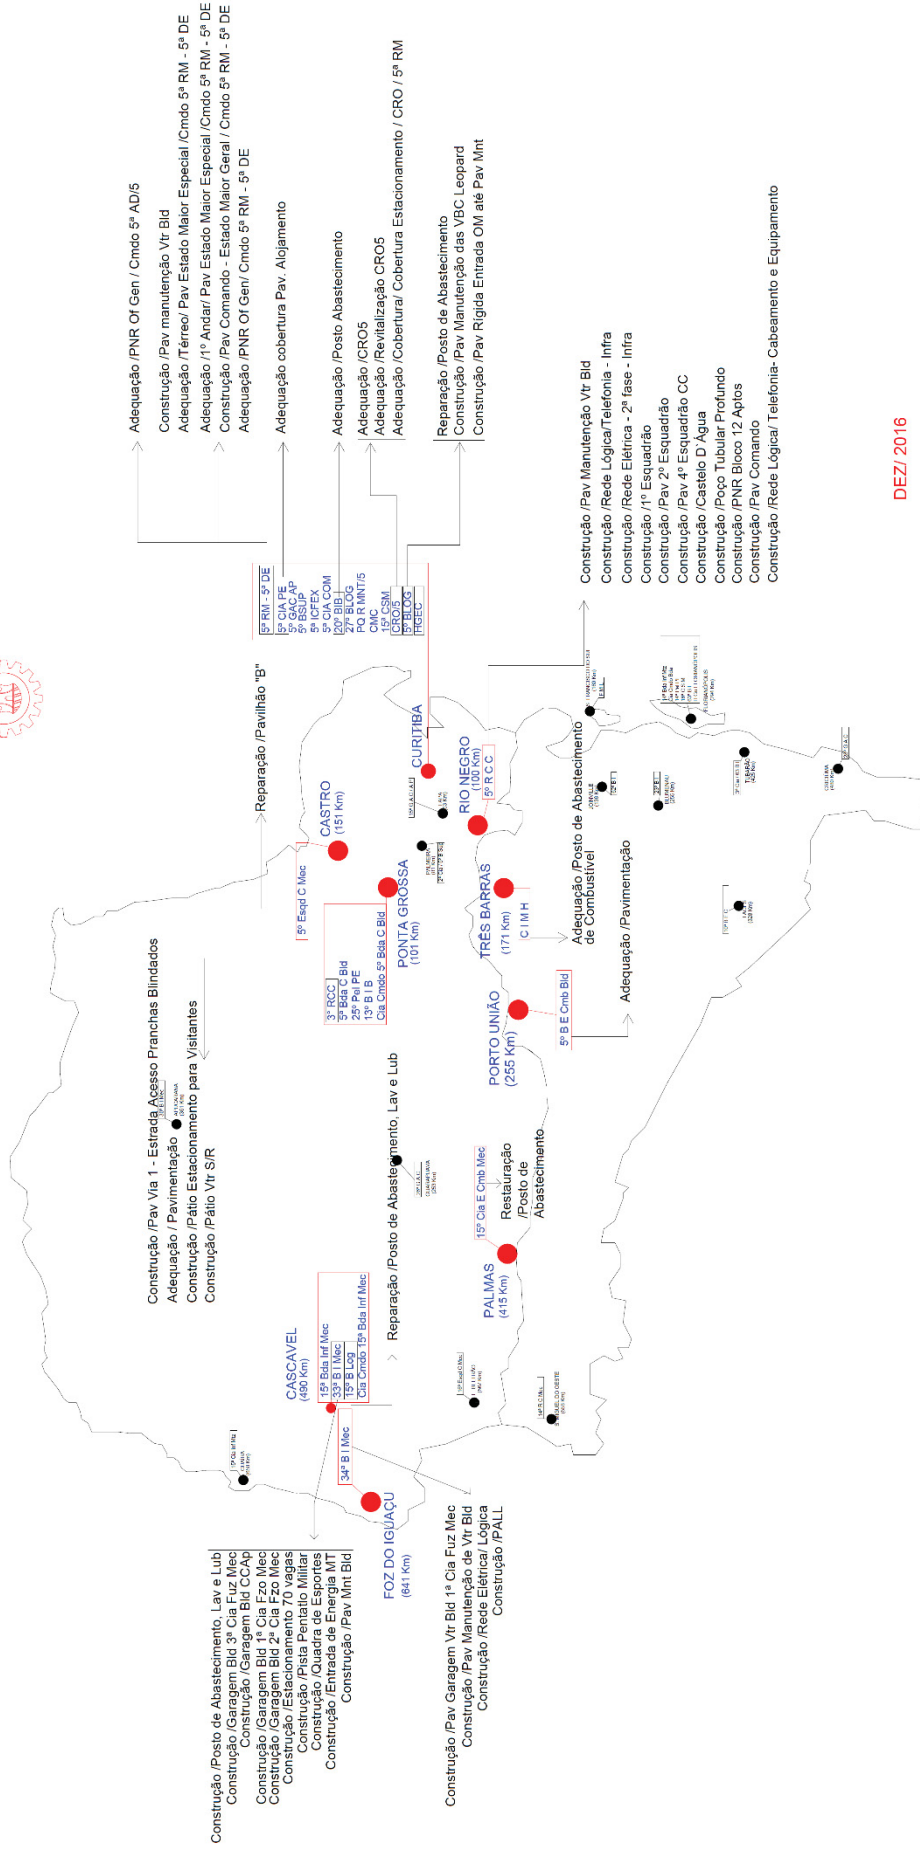 Construção /Posto de Abastecimento, Lav e Lub
Construção /Garagem Bld 3ª Cia Fuz Mec
Construção /Garagem Bld CCAp
Construção /Garagem Bld 1ª Cia Fzo Mec
Construção /Garagem Bld 2ª Cia Fzo Mec
Construção /Estacionamento 70 vagas
Construção /Pista Pentatlo Militar
Construção /Quadra de Esportes
Construção /Entrada de Energia MT
Construção /Pav Mnt Bld
Construção /Pav Garagem Vtr Bld 1ª Cia Fuz Mec
Construção /Pav Manutenção de Vtr Bld
Construção /Rede Elétrica/ Lógica
Construção /PALL
FOZ DO IGUAÇU
(641 Km)
34ª B I Mec
CASCAVEL
(490 Km)
15ª Bda Inf Mec
33ª B I Mec
15º B Log
Cia Cmdo 15ª Bda Inf Mec
Reparação /Posto de Abastecimento, Lav e Lub
Construção /Pav Via 1 - Estrada Acesso Pranchas Blindados
Adequação / Pavimentação
Construção /Pátio Estacionamento para Visitantes
Construção /Pátio Vtr S/R
PALMAS
(415 Km)
15ª Cia E Cmb Mec
Restauração
/Posto de
Abastecimento
PORTO UNIÃO
(255 Km)
5º B E Cmb Bld
Adequação /Pavimentação
TRÊS BARRAS
(171 Km)
C I M H
Adequação /Posto de Abastecimento
de Combustível
3º RCC
5ª Bda C Bld
25º Pel PE
13º B I B
Cia Cmdo 5ª Bda C Bld
PONTA GROSSA
(101 Km)
5º Esqd C Mec
CASTRO
(151 Km)
Reparação /Pavilhão "B"
RIO NEGRO
(100 Km)
5º R C C
CURITIBA
5ª RM - 5ª DE
5ª CIA PE
5º GAC AP
5º BSUP
5ª ICFEX
5ª CIA COM
20º BIB
27º BLOG
PQ R MNT/5
CMC
15ª CSM
CRO/5
5º BLOG
HGEC
Adequação /PNR Of Gen / Cmdo 5ª AD/5
Construção /Pav manutenção Vtr Bld
Adequação /Térreo/ Pav Estado Maior Especial /Cmdo 5ª RM - 5ª DE
Adequação /1º Andar/ Pav Estado Maior Especial /Cmdo 5ª RM - 5ª DE
Construção /Pav Comando - Estado Maior Geral / Cmdo 5ª RM - 5ª DE
Adequação /PNR Of Gen/ Cmdo 5ª RM - 5ª DE
Adequação cobertura Pav. Alojamento
Adequação /Posto Abastecimento
Adequação /CRO5
Adequação /Revitalização CRO5
Adequação /Cobertura/ Cobertura Estacionamento / CRO / 5ª RM
Reparação /Posto de Abastecimento
Construção /Pav Manutenção das VBC Leopard
Construção /Pav Rígida Entrada OM até Pav Mnt
Construção /Pav Manutenção Vtr Bld
Construção /Rede Lógica/Telefonia - Infra
Construção /Rede Elétrica - 2ª fase - Infra
Construção /1º Esquadrão
Construção /Pav 2º Esquadrão
Construção /Pav 4º Esquadrão CC
Construção /Castelo D`Água
Construção /Poço Tubular Profundo
Construção /PNR Bloco 12 Aptos
Construção /Pav Comando
Construção /Rede Lógica/ Telefonia- Cabeamento e Equipamento
DEZ/ 2016